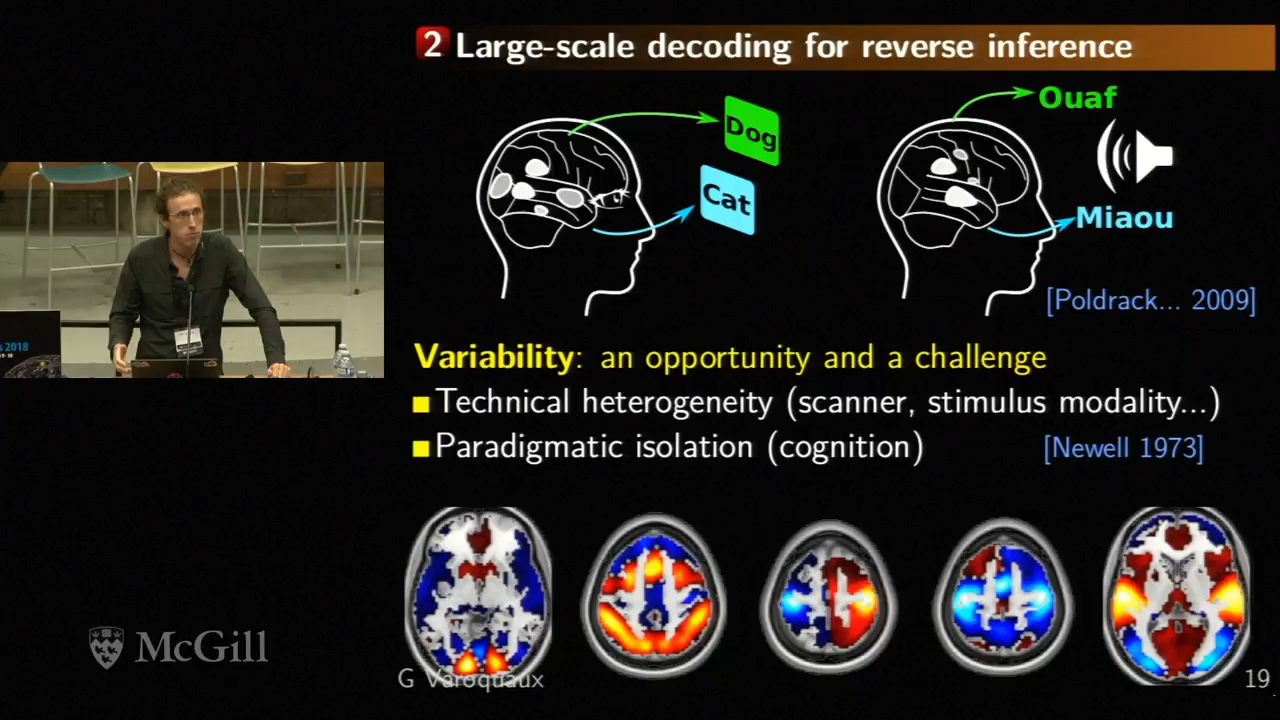 2 Large-scale decoding for reverse inference
Dog
Cat
Ouaf
Miaou
[Poldrack... 2009]
Variability: an opportunity and a challenge
Technical heterogeneity (scanner, stimulus modality...)
Paradigmatic isolation (cognition) [Newell 1973]
2018
McGill
G Varoquaux
19